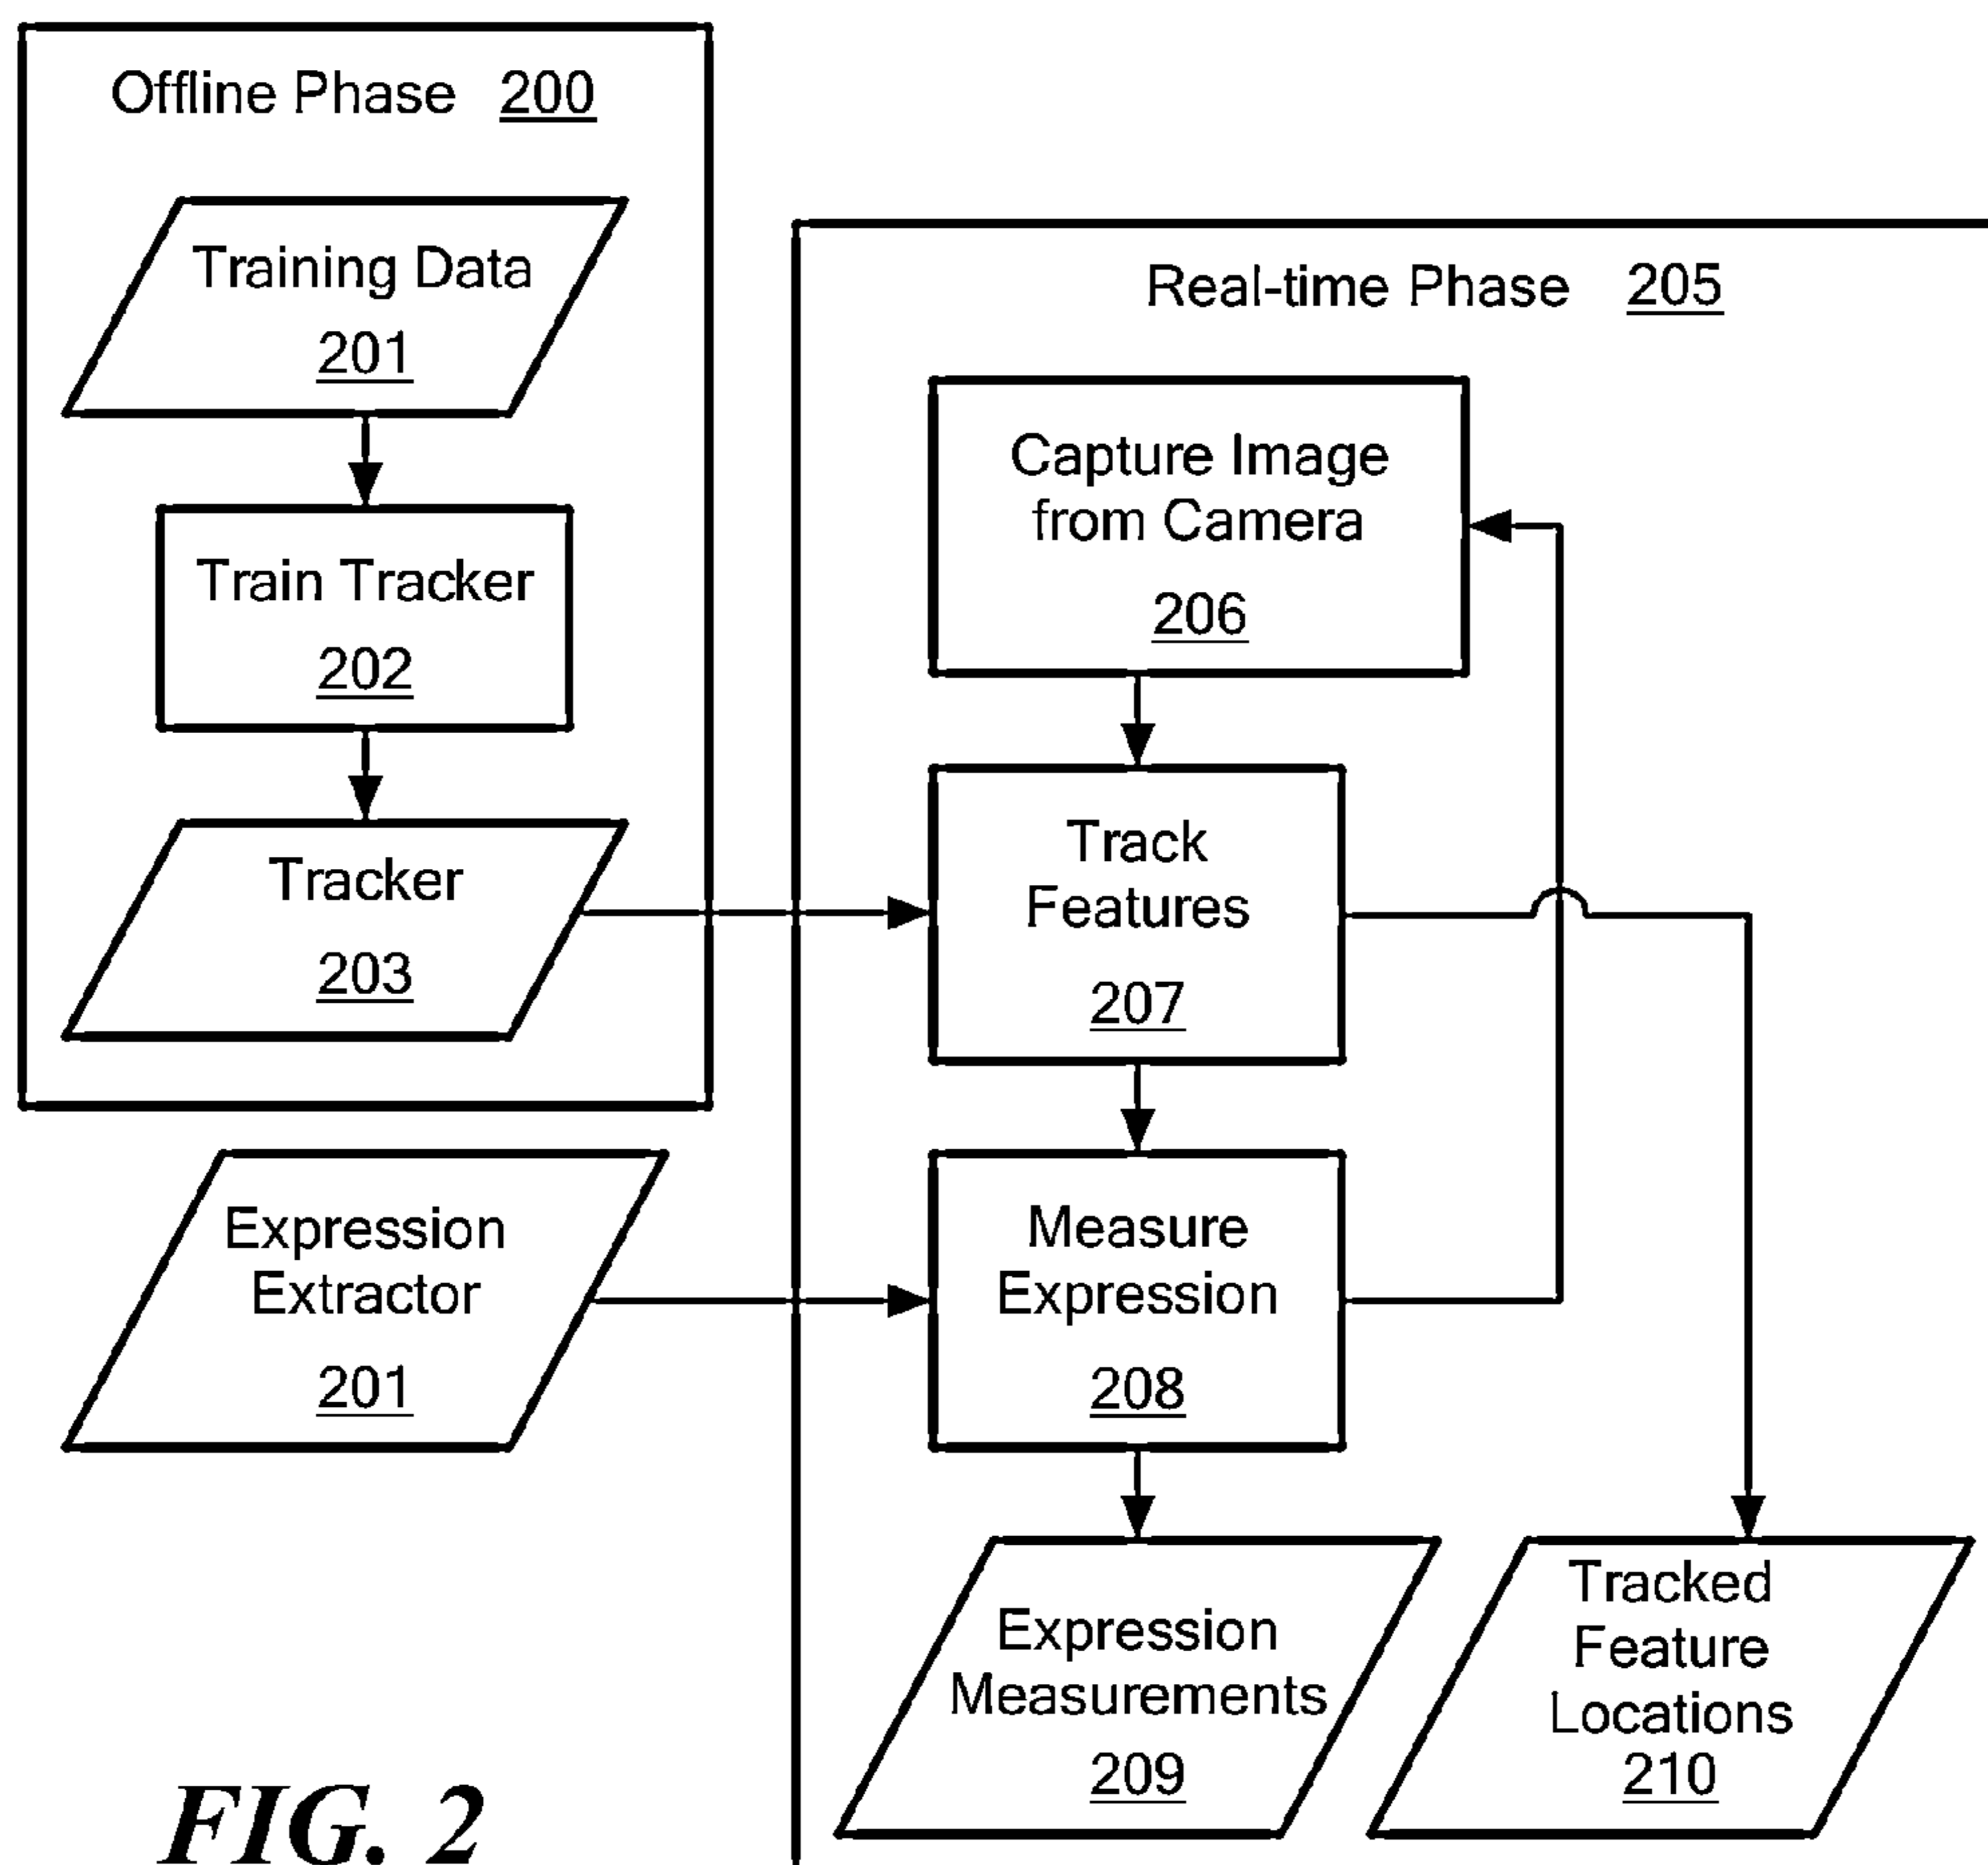 Offline Phase 200
Training Data
201
Train Tracker
202
Tracker
203
Expression
Extractor
201
Real-time Phase 205
Capture Image
from Camera
206
Track
Features
207
Measure
Expression
208
Expression
Measurements
209
Tracked
Feature
Locations
210
FIG. 2